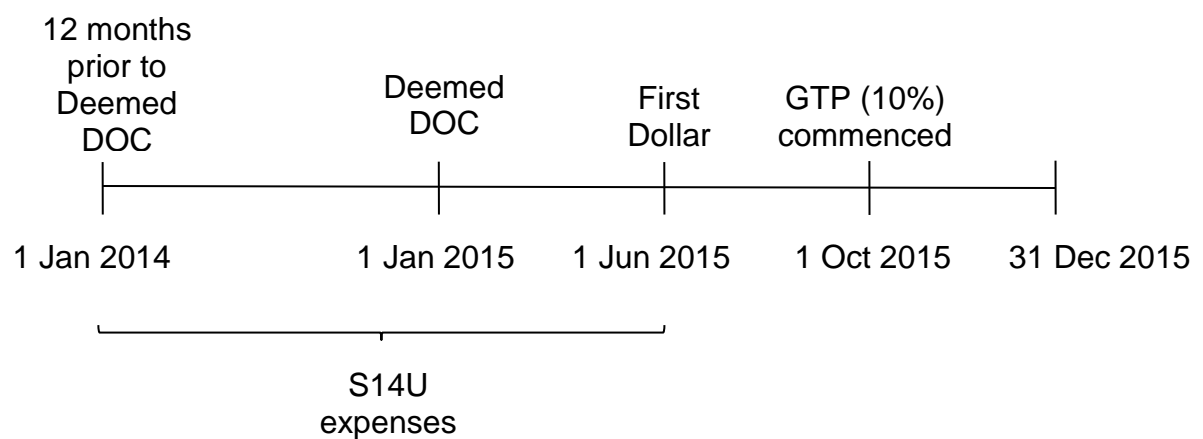 12 months
prior to
Deemed
DOC
Deemed
DOC
First
Dollar
GTP (10%)
commenced
1 Jan 2014
1 Jan 2015
1 Jun 2015
1 Oct 2015
31 Dec 2015
S14U
expenses